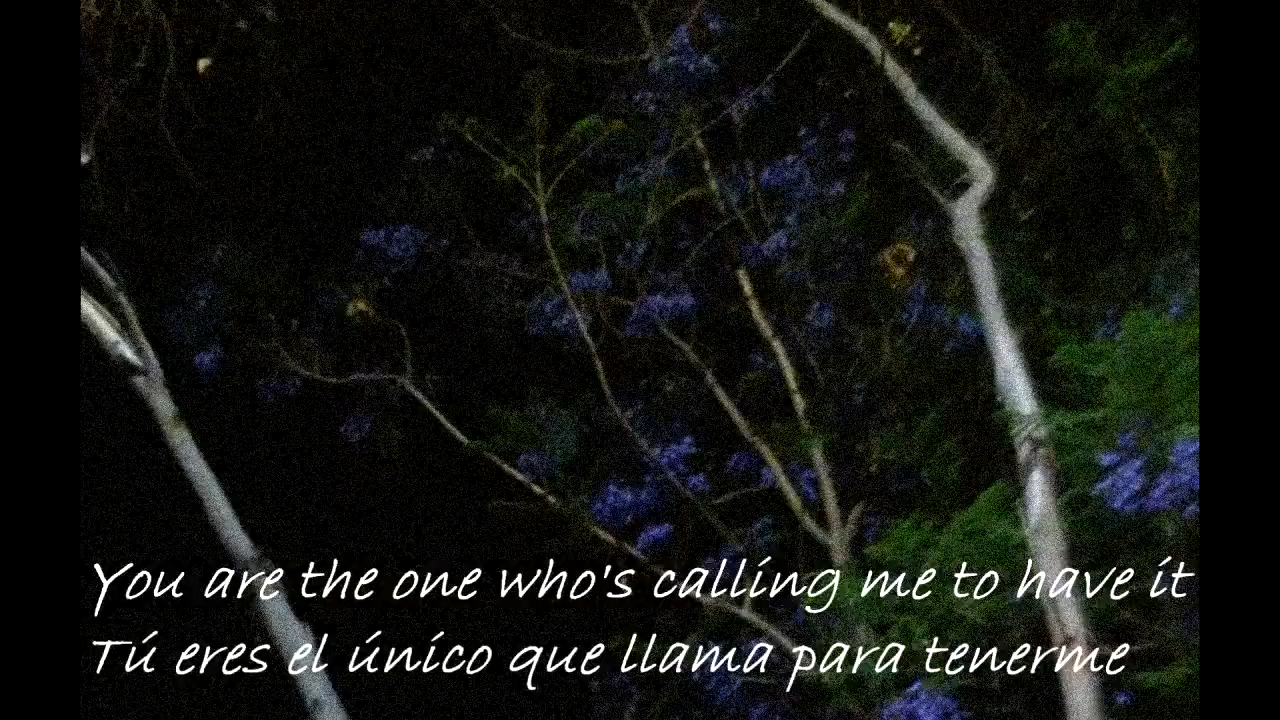 You are the one who's calling me to have it
Tú eres el único que llama para tenerme